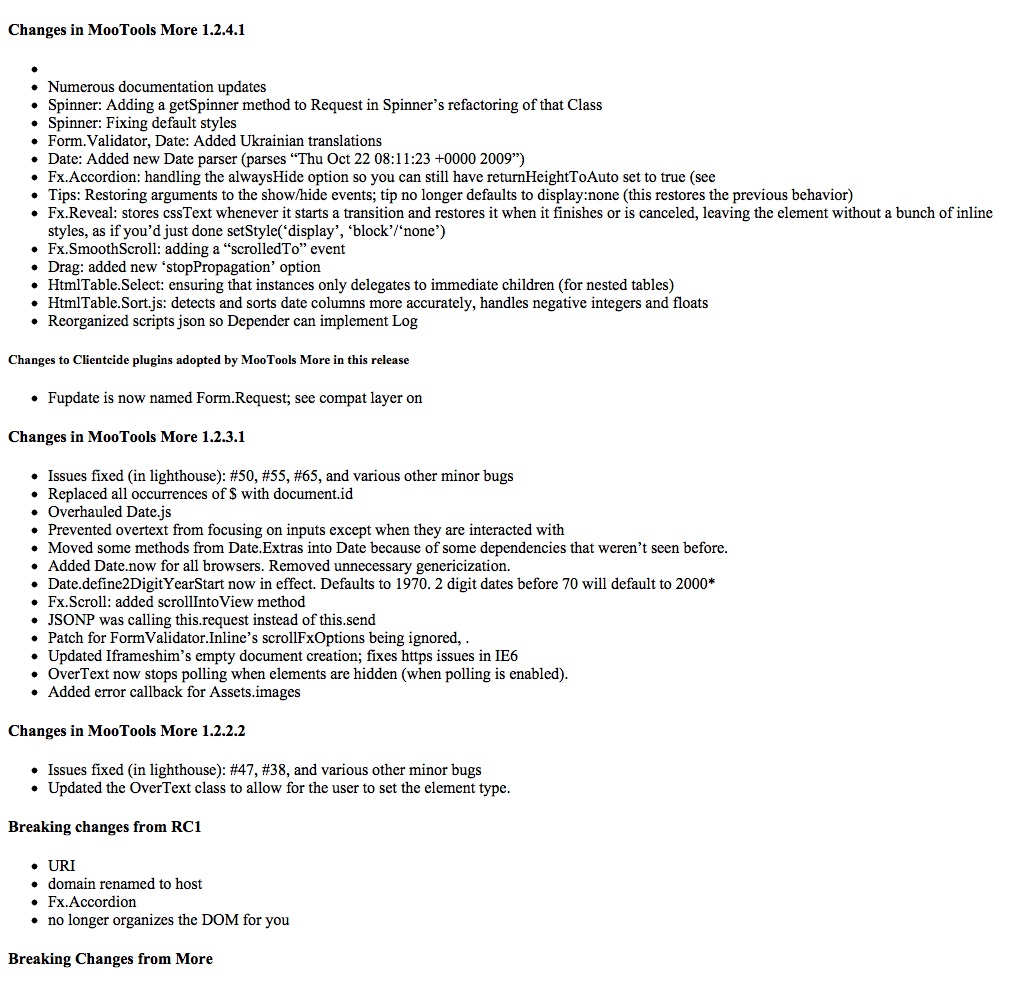 Changes in MooTools More 1.2.4.1
•
• Numerous documentation updates
• Spinner: Adding a getSpinner method to Request in Spinner’s refactoring of that Class
• Spinner: Fixing default styles
• Form.Validator, Date: Added Ukrainian translations
• Date: Added new Date parser (parses “Thu Oct 22 08:11:23 +0000 2009”)
• Fx.Accordion: handling the alwaysHide option so you can still have returnHeightToAuto set to true (see
• Tips: Restoring arguments to the show/hide events; tip no longer defaults to display:none (this restores the previous behavior)
• Fx.Reveal: stores cssText whenever it starts a transition and restores it when it finishes or is canceled, leaving the element without a bunch of inline
styles, as if you’d just done setStyle(‘display’, ‘block’/‘none’)
• Fx.SmoothScroll: adding a “scrolledTo” event
• Drag: added new ‘stopPropagation’ option
• HtmlTable.Select: ensuring that instances only delegates to immediate children (for nested tables)
• HtmlTable.Sort.js: detects and sorts date columns more accurately, handles negative integers and floats
• Reorganized scripts json so Depender can implement Log
Changes to Clientcide plugins adopted by MooTools More in this release
• Fupdate is now named Form.Request; see compat layer on
Changes in MooTools More 1.2.3.1
• Issues fixed (in lighthouse): #50, #55, #65, and various other minor bugs
• Replaced all occurrences of $ with document.id
• Overhauled Date.js
• Prevented overtext from focusing on inputs except when they are interacted with
• Moved some methods from Date.Extras into Date because of some dependencies that weren’t seen before.
• Added Date.now for all browsers. Removed unnecessary genericization.
• Date.define2DigitYearStart now in effect. Defaults to 1970. 2 digit dates before 70 will default to 2000*
• Fx.Scroll: added scrollIntoView method
• JSONP was calling this.request instead of this.send
• Patch for FormValidator.Inline’s scrollFxOptions being ignored, .
• Updated Iframeshim’s empty document creation; fixes https issues in IE6
• OverText now stops polling when elements are hidden (when polling is enabled).
• Added error callback for Assets.images
Changes in MooTools More 1.2.2.2
• Issues fixed (in lighthouse): #47, #38, and various other minor bugs
• Updated the OverText class to allow for the user to set the element type.
Breaking changes from RC1
• URI
• domain renamed to host
• Fx.Accordion
• no longer organizes the DOM for you
Breaking Changes from More